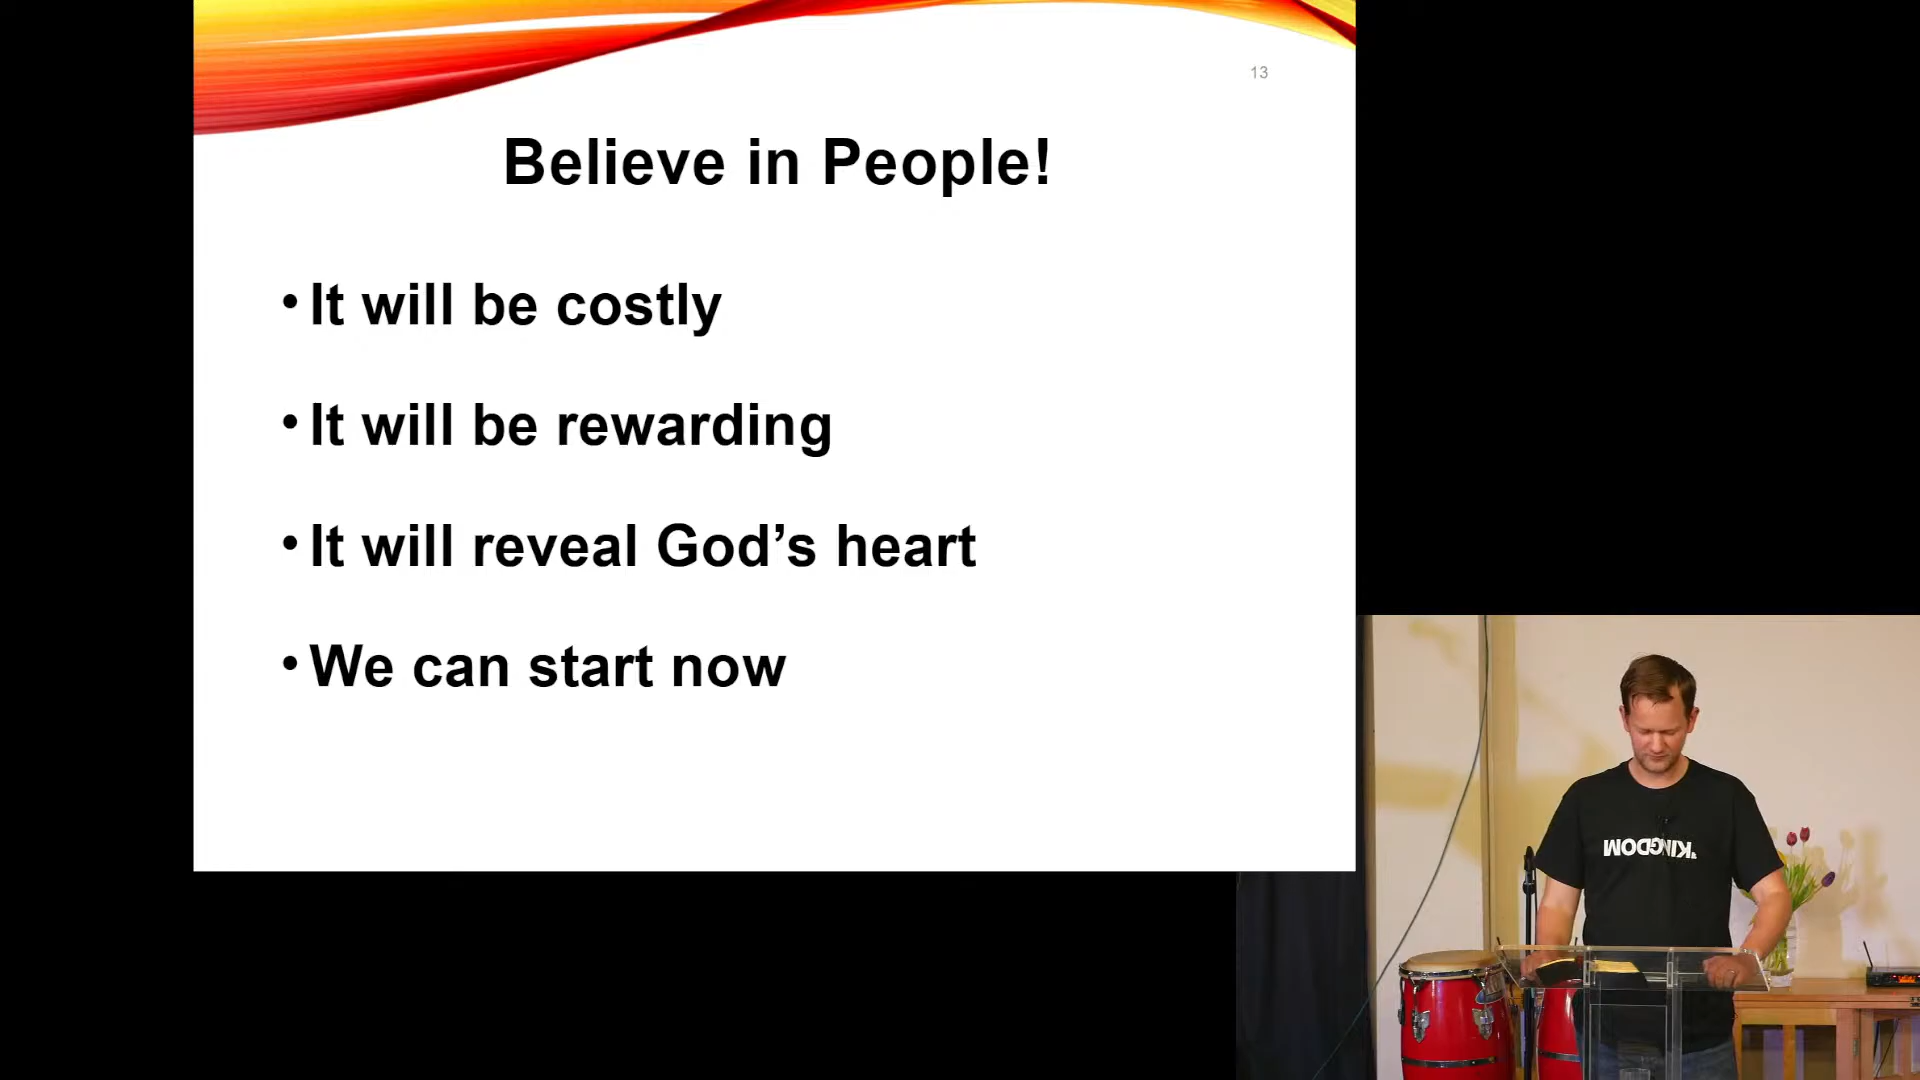 13
Believe in People!
• It will be costly
• It will be rewarding
• It will reveal God’s heart
• We can start now
KINGDOM